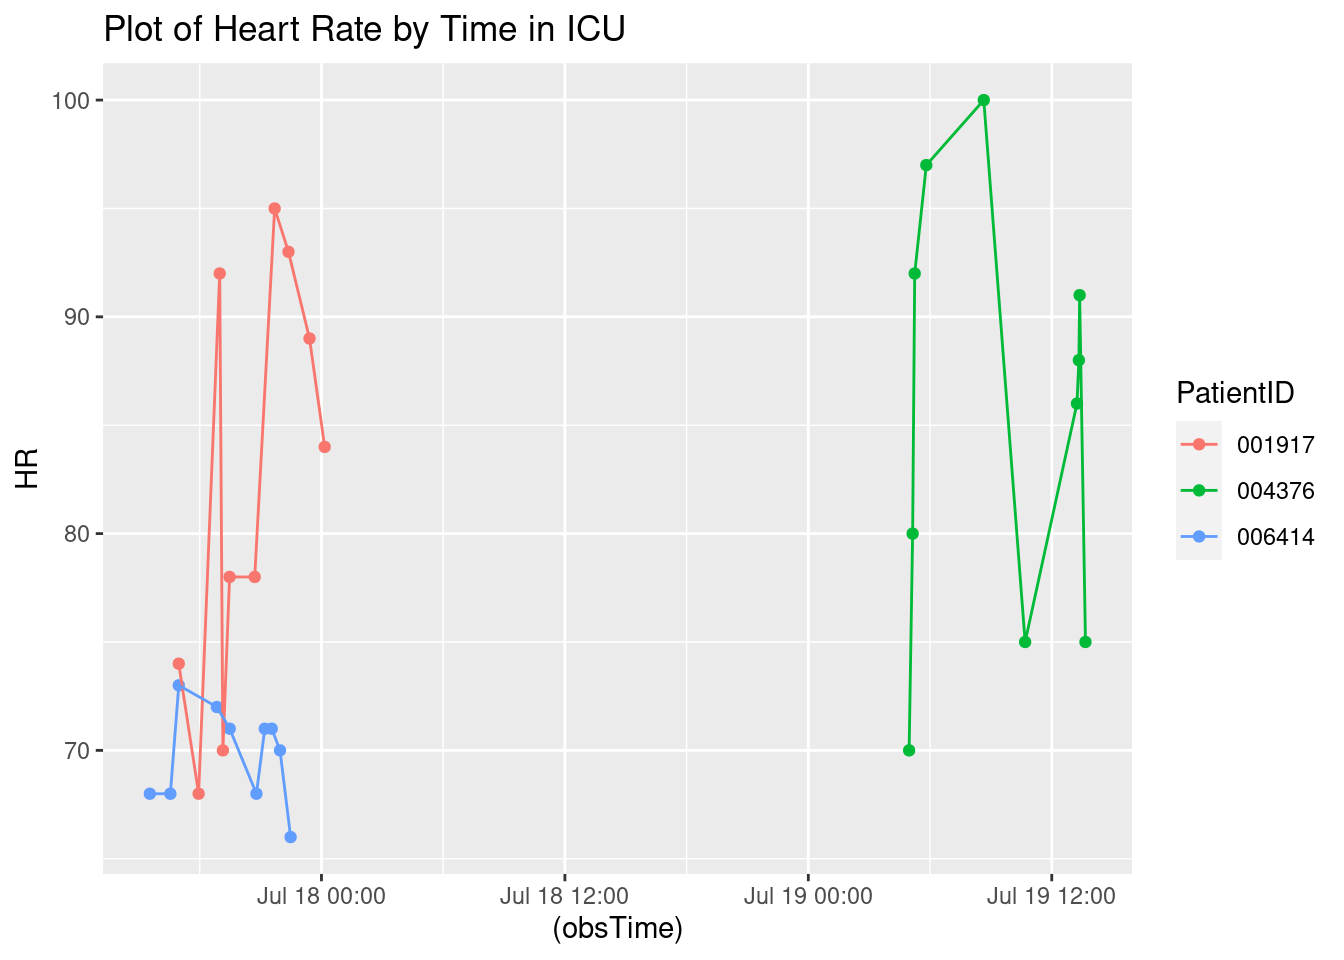 Plot of Heart Rate by Time in ICU
100
90
80
70
HR
Jul 18 00:00
Jul 18 12:00
Jul 19 00:00
Jul 19 12:00
(obsTime)
PatientID
001917
004376
006414